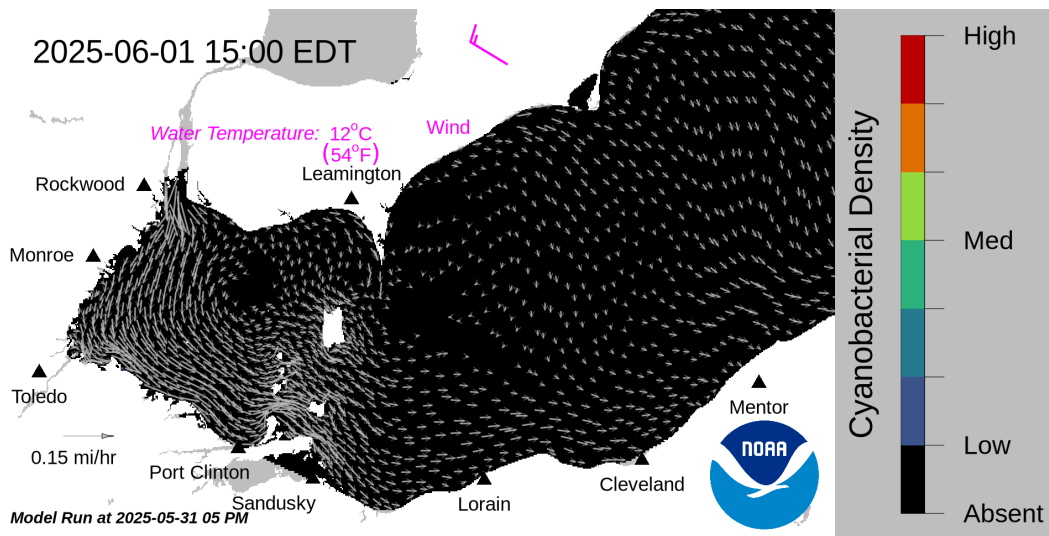 2025-06-01 15:00 EDT
Water Temperature: 12°C
(54°F)
Wind
Leamington
Rockwood
Monroe
Toledo
0.15 mi/hr
Port Clinton
Sandusky
Lorain
Cleveland
Mentor
NOAA
Model Run at 2025-05-31 05 PM
Cyanobacterial Density
High
Med
Low
Absent